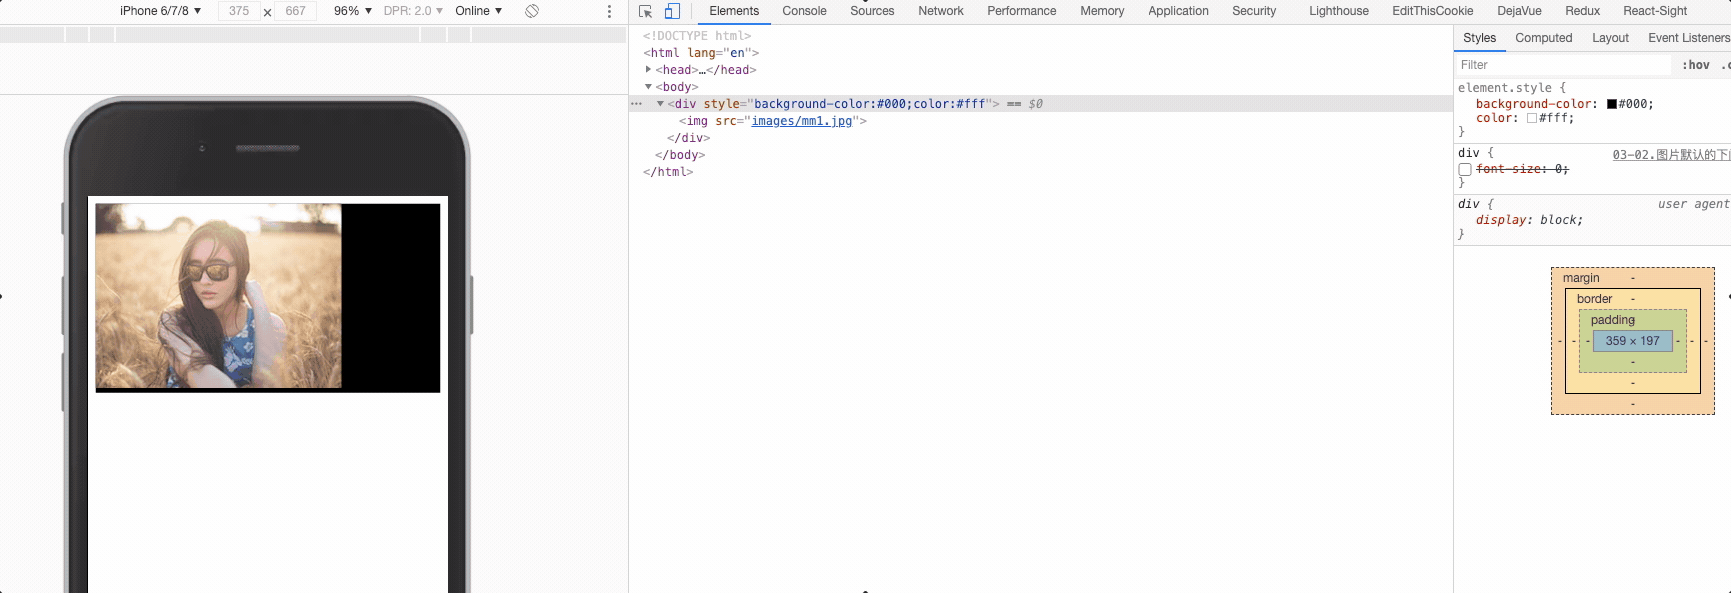 iPhone 6/7/8 ▼ 375 × 667 96% ▼ DPR: 2.0 ▼ Online ▼
Elements Console Sources Network Performance Memory Application Security Lighthouse EditThisCookie DejaVue Redux React-Sight
<!DOCTYPE html>
<html lang="en">
▶<head>…</head>
▼<body>
… ▼<div style="background-color:#000;color:#fff"> == $0
<img src="images/mm1.jpg">
</div>
</body>
</html>
Styles Computed Layout Event Listeners
Filter :hov .c
element.style {
background-color: #000;
color: #fff;
}
div { 03-02.图片默认的下
font-size: 0;
}
div { user agent
display: block;
}
margin -
border -
padding -
- - - 359 × 197 - - -
-
-
-